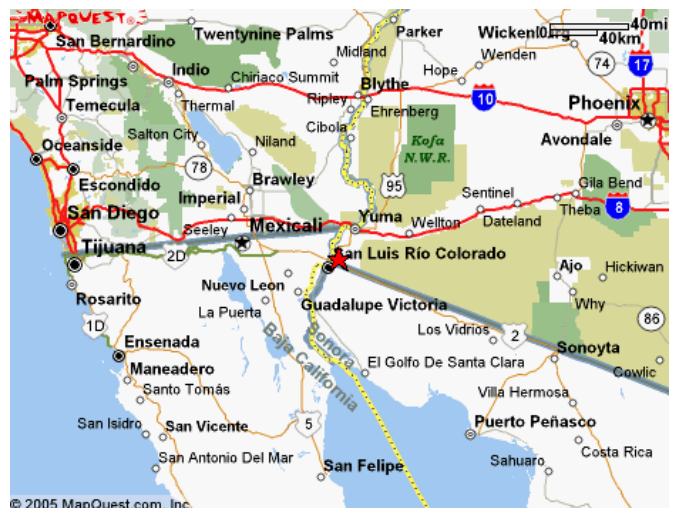 MAPQUEST
Twentynine Palms
Parker
Wickenburg
40mi
40km
San Bernardino
Midland
Wenden
74
17
Palm Springs
Indio
Chiriaco Summit
Hope
Blythe
10
Phoenix
Temecula
Thermal
Ripley
Ehrenberg
Salton City
Cibola
Avondale
Oceanside
Niland
Kofa
N.W.R.
78
Escondido
Brawley
95
Sentinel
Gila Bend
San Diego
Imperial
Seeley
Mexicali
Yuma
Wellton
Dateland
Theba
8
Tijuana
2D
San Luis Río Colorado
Rosarito
Nuevo Leon
Ajo
Hickiwan
La Puerta
Guadalupe Victoria
Why
1D
Los Vidrios
2
86
Ensenada
Sonora
Baja California
Sonoyta
Maneadero
El Golfo De Santa Clara
Cowlic
Santo Tomás
Villa Hermosa
San Isidro
San Vicente
5
Puerto Peñasco
Costa Rica
San Antonio Del Mar
San Felipe
Sahuaro
© 2005 MapQuest.com, Inc